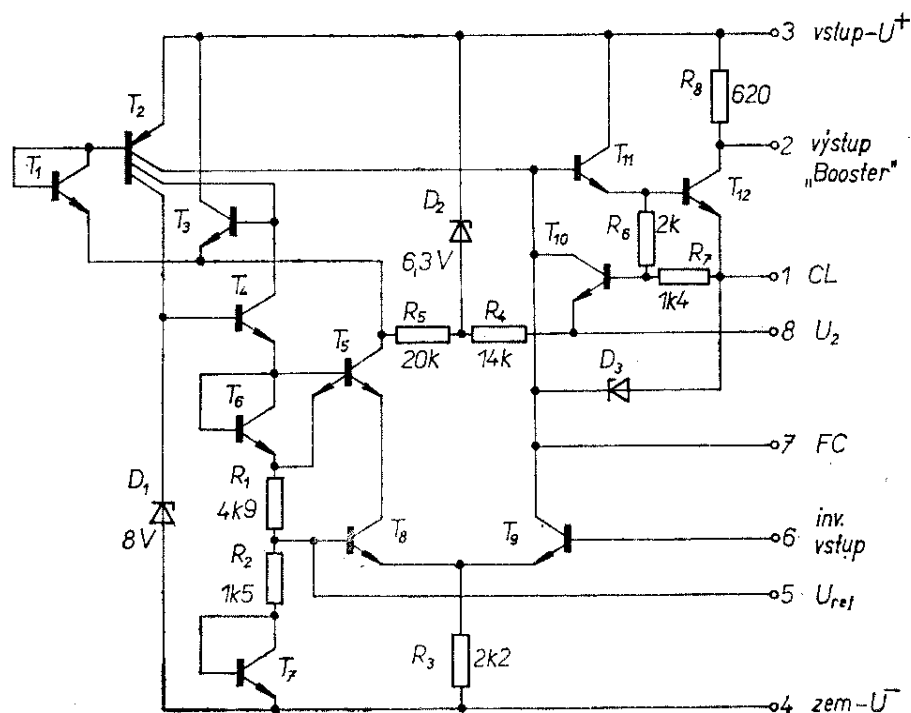 3 vstup-U⁺
R₈
620
T₂
T₁
T₁₁
2 výstup
„Booster"
T₁₂
D₂
T₃
T₁₀
R₆
2k
R₇
6,3V
1k4
1 CL
T₄
R₅
R₄
20k
14k
8 U₂
T₅
D₃
T₆
7 FC
R₁
4k9
D₁
8V
T₈
T₉
6 inv.
vstup
R₂
1k5
5 Uref
R₃
2k2
T₇
4 zem-U⁻